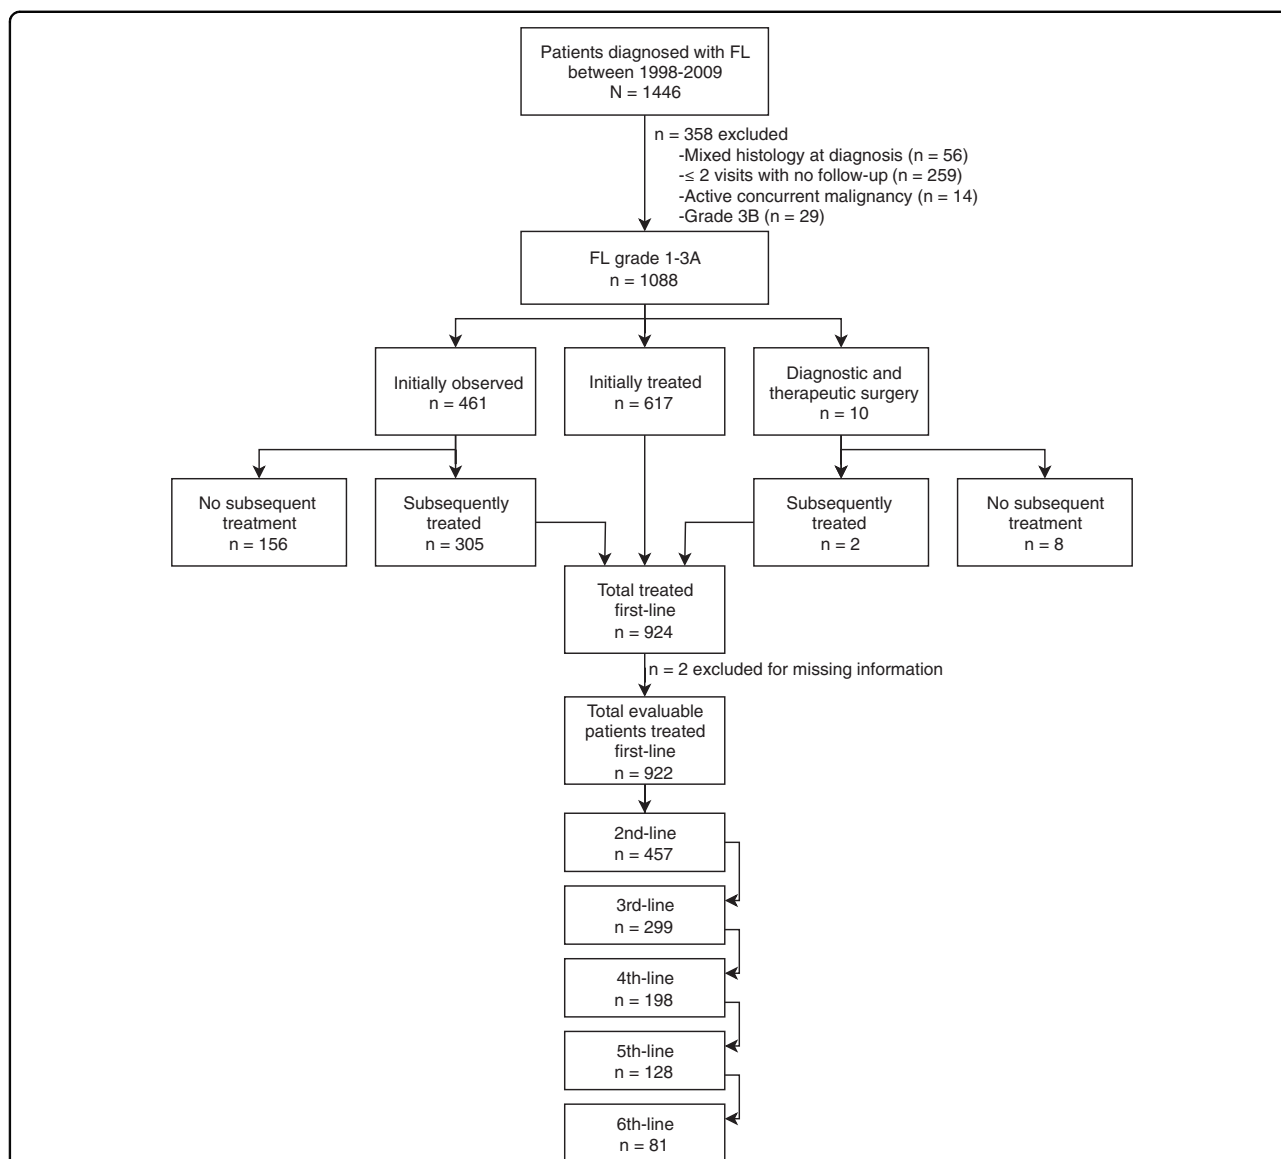 Patients diagnosed with FL
between 1998-2009
N = 1446
n = 358 excluded
-Mixed histology at diagnosis (n = 56)
-≤ 2 visits with no follow-up (n = 259)
-Active concurrent malignancy (n = 14)
-Grade 3B (n = 29)
FL grade 1-3A
n = 1088
Initially observed
n = 461
Initially treated
n = 617
Diagnostic and
therapeutic surgery
n = 10
No subsequent
treatment
n = 156
Subsequently
treated
n = 305
Subsequently
treated
n = 2
No subsequent
treatment
n = 8
Total treated
first-line
n = 924
n = 2 excluded for missing information
Total evaluable
patients treated
first-line
n = 922
2nd-line
n = 457
3rd-line
n = 299
4th-line
n = 198
5th-line
n = 128
6th-line
n = 81